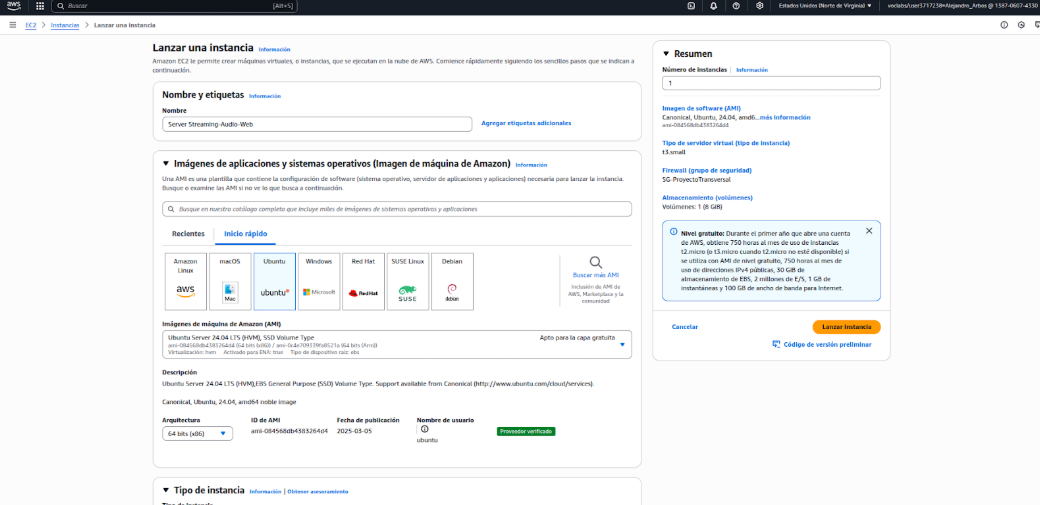 aws
Buscar
[Alt+S]
Estados Unidos (Norte de Virginia)
voclabs/user3717238=Alejandro_Arbos @ 1387-0607-4330
EC2 > Instancias > Lanzar una instancia
Lanzar una instancia Información
Amazon EC2 le permite crear máquinas virtuales, o instancias, que se ejecutan en la nube de AWS. Comience rápidamente siguiendo los sencillos pasos que se indican a
continuación.
Nombre y etiquetas Información
Nombre
Server Streaming-Audio-Web
Agregar etiquetas adicionales
Imágenes de aplicaciones y sistemas operativos (Imagen de máquina de Amazon) Información
Una AMI es una plantilla que contiene la configuración de software (sistema operativo, servidor de aplicaciones y aplicaciones) necesaria para lanzar la instancia.
Busque o examine las AMI si no ve lo que busca a continuación.
Busque en nuestro catálogo completo que incluye miles de imágenes de sistemas operativos y aplicaciones
Recientes
Inicio rápido
Amazon
Linux
aws
macOS
Mac
Ubuntu
ubuntu
Windows
Microsoft
Red Hat
RedHat
SUSE Linux
SUSE
Debian
debian
Buscar más AMI
Inclusión de AMI de
AWS, Marketplace y la
comunidad
Imágenes de máquina de Amazon (AMI)
Ubuntu Server 24.04 LTS (HVM), SSD Volume Type
Apto para la capa gratuita
ami-084568db4383264d4 (64 bits (x86)) / ami-0c4e709339fa8521a (64 bits (Arm))
Virtualización: hvm Activado para ENA: true Tipo de dispositivo raíz: ebs
Descripción
Ubuntu Server 24.04 LTS (HVM),EBS General Purpose (SSD) Volume Type. Support available from Canonical (http://www.ubuntu.com/cloud/services).
Canonical, Ubuntu, 24.04, amd64 noble image
Arquitectura
64 bits (x86)
ID de AMI
ami-084568db4383264d4
Fecha de publicación
2025-03-05
Nombre de usuario
ubuntu
Proveedor verificado
Tipo de instancia Información | Obtener asesoramiento
Tipo de instancia
Resumen
Número de instancias Información
1
Imagen de software (AMI)
Canonical, Ubuntu, 24.04, amd6...más información
ami-084568db4383264d4
Tipo de servidor virtual (tipo de instancia)
t3.small
Firewall (grupo de seguridad)
SG-ProyectoTransversal
Almacenamiento (volúmenes)
Volúmenes: 1 (8 GiB)
Nivel gratuito: Durante el primer año que abre una cuenta
de AWS, obtiene 750 horas al mes de uso de instancias
t2.micro (o t3.micro cuando t2.micro no esté disponible) si
se utiliza con AMI de nivel gratuito, 750 horas al mes de
uso de direcciones IPv4 públicas, 30 GiB de
almacenamiento de EBS, 2 millones de E/S, 1 GB de
instantáneas y 100 GB de ancho de banda para Internet.
Cancelar
Lanzar instancia
Código de versión preliminar